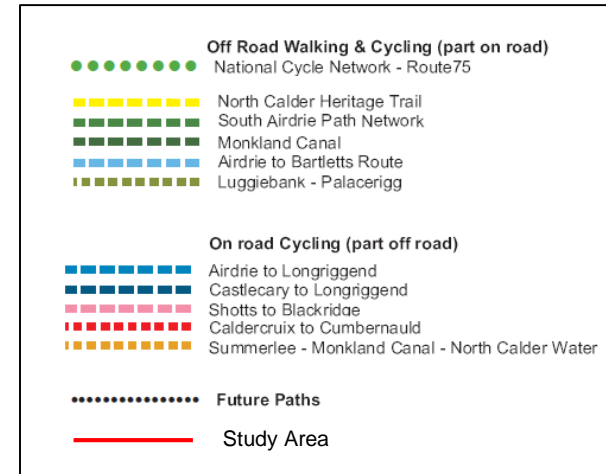 Off Road Walking & Cycling (part on road)
National Cycle Network - Route75
North Calder Heritage Trail
South Airdrie Path Network
Monkland Canal
Airdrie to Bartletts Route
Luggiebank - Palacerigg
On road Cycling (part off road)
Airdrie to Longriggend
Castlecary to Longriggend
Shotts to Blackridge
Caldercruix to Cumbernauld
Summerlee - Monkland Canal - North Calder Water
Future Paths
Study Area